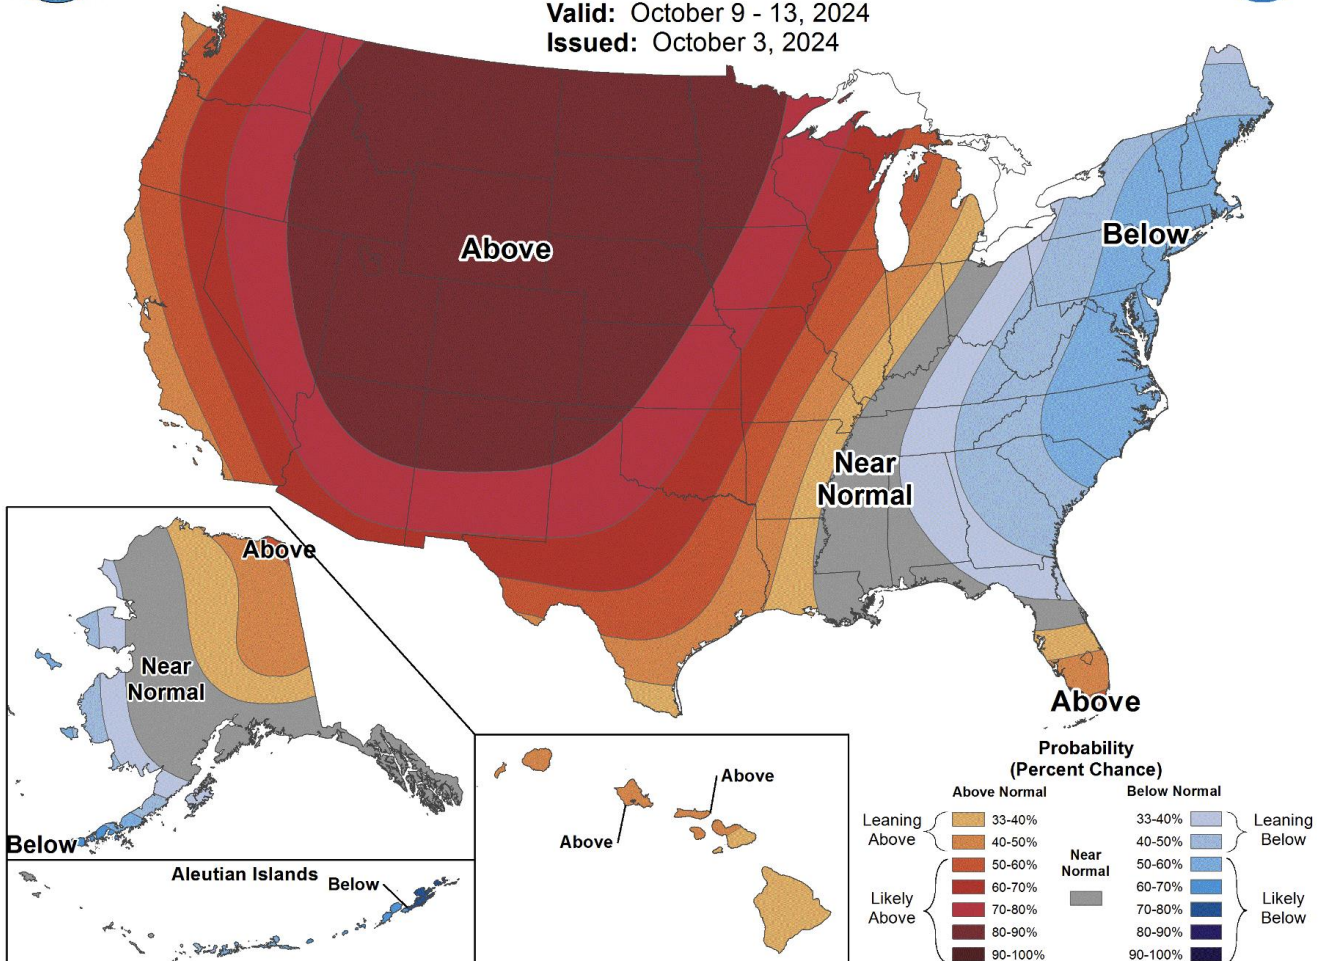 Valid: October 9 - 13, 2024
Issued: October 3, 2024
Above
Below
Near
Normal
Above
Above
Near
Normal
Below
Aleutian Islands
Below
Above
Above
Probability
(Percent Chance)
Above Normal
Below Normal
Leaning
Above
33-40%
40-50%
Likely
Above
50-60%
60-70%
70-80%
80-90%
90-100%
Near
Normal
33-40%
40-50%
Leaning
Below
50-60%
60-70%
70-80%
80-90%
90-100%
Likely
Below